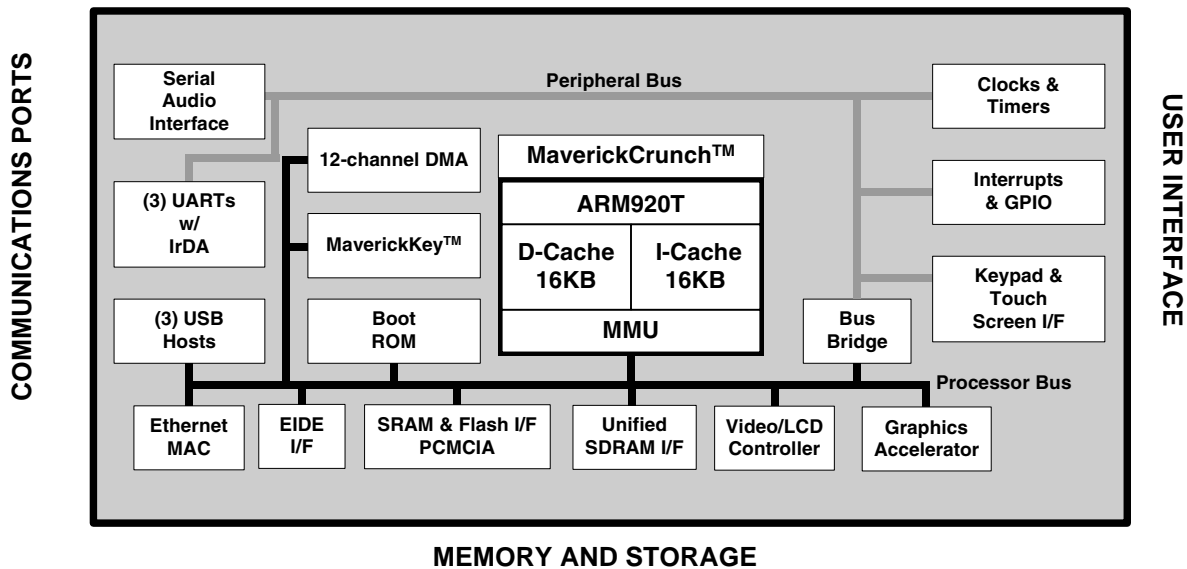 COMMUNICATIONS PORTS
Serial
Audio
Interface
Peripheral Bus
Clocks &
Timers
12-channel DMA
MaverickCrunch™
(3) UARTs
w/
IrDA
MaverickKey™
ARM920T
D-Cache
16KB
I-Cache
16KB
MMU
Interrupts
& GPIO
Keypad &
Touch
Screen I/F
(3) USB
Hosts
Boot
ROM
Bus
Bridge
Processor Bus
Ethernet
MAC
EIDE
I/F
SRAM & Flash I/F
PCMCIA
Unified
SDRAM I/F
Video/LCD
Controller
Graphics
Accelerator
USER INTERFACE
MEMORY AND STORAGE